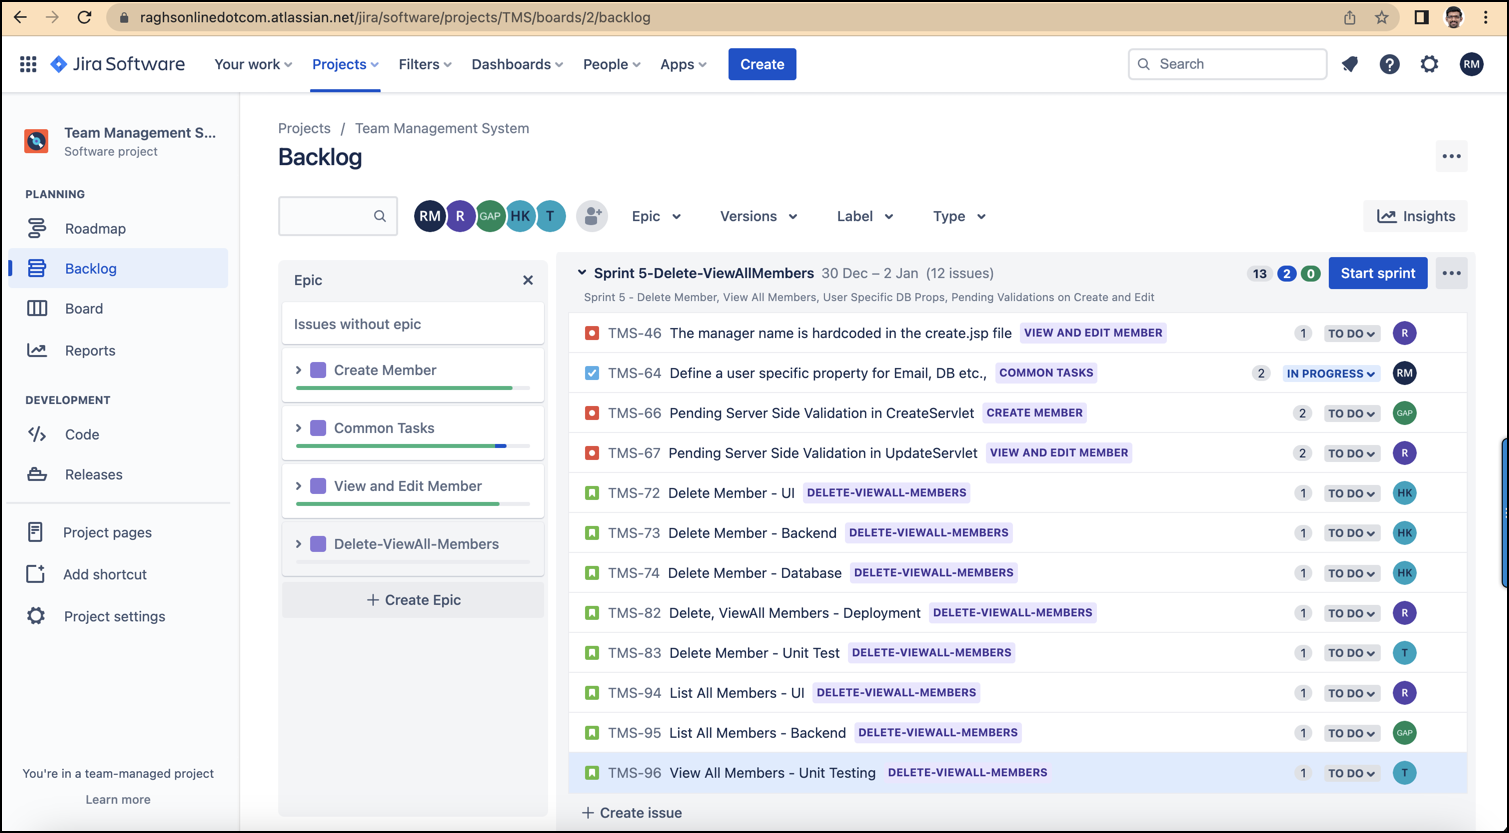 raghsonlinedotcom.atlassian.net/jira/software/projects/TMS/boards/2/backlog
Jira Software Your work Projects Filters Dashboards People Apps Create Search RM
Team Management S...
Software project
PLANNING
Roadmap
Backlog
Board
Reports
DEVELOPMENT
Code
Releases
Project pages
Add shortcut
Project settings
You're in a team-managed project
Learn more
Projects / Team Management System
Backlog
RM R GAP HK T Epic Versions Label Type Insights
Epic
Issues without epic
Create Member
Common Tasks
View and Edit Member
Delete-ViewAll-Members
+ Create Epic
Sprint 5-Delete-ViewAllMembers 30 Dec – 2 Jan (12 issues) 13 2 0 Start sprint
Sprint 5 - Delete Member, View All Members, User Specific DB Props, Pending Validations on Create and Edit
TMS-46 The manager name is hardcoded in the create.jsp file VIEW AND EDIT MEMBER 1 TO DO R
TMS-64 Define a user specific property for Email, DB etc., COMMON TASKS 2 IN PROGRESS RM
TMS-66 Pending Server Side Validation in CreateServlet CREATE MEMBER 2 TO DO GAP
TMS-67 Pending Server Side Validation in UpdateServlet VIEW AND EDIT MEMBER 2 TO DO R
TMS-72 Delete Member - UI DELETE-VIEWALL-MEMBERS 1 TO DO HK
TMS-73 Delete Member - Backend DELETE-VIEWALL-MEMBERS 1 TO DO HK
TMS-74 Delete Member - Database DELETE-VIEWALL-MEMBERS 1 TO DO HK
TMS-82 Delete, ViewAll Members - Deployment DELETE-VIEWALL-MEMBERS 1 TO DO R
TMS-83 Delete Member - Unit Test DELETE-VIEWALL-MEMBERS 1 TO DO T
TMS-94 List All Members - UI DELETE-VIEWALL-MEMBERS 1 TO DO R
TMS-95 List All Members - Backend DELETE-VIEWALL-MEMBERS 1 TO DO GAP
TMS-96 View All Members - Unit Testing DELETE-VIEWALL-MEMBERS 1 TO DO T
+ Create issue